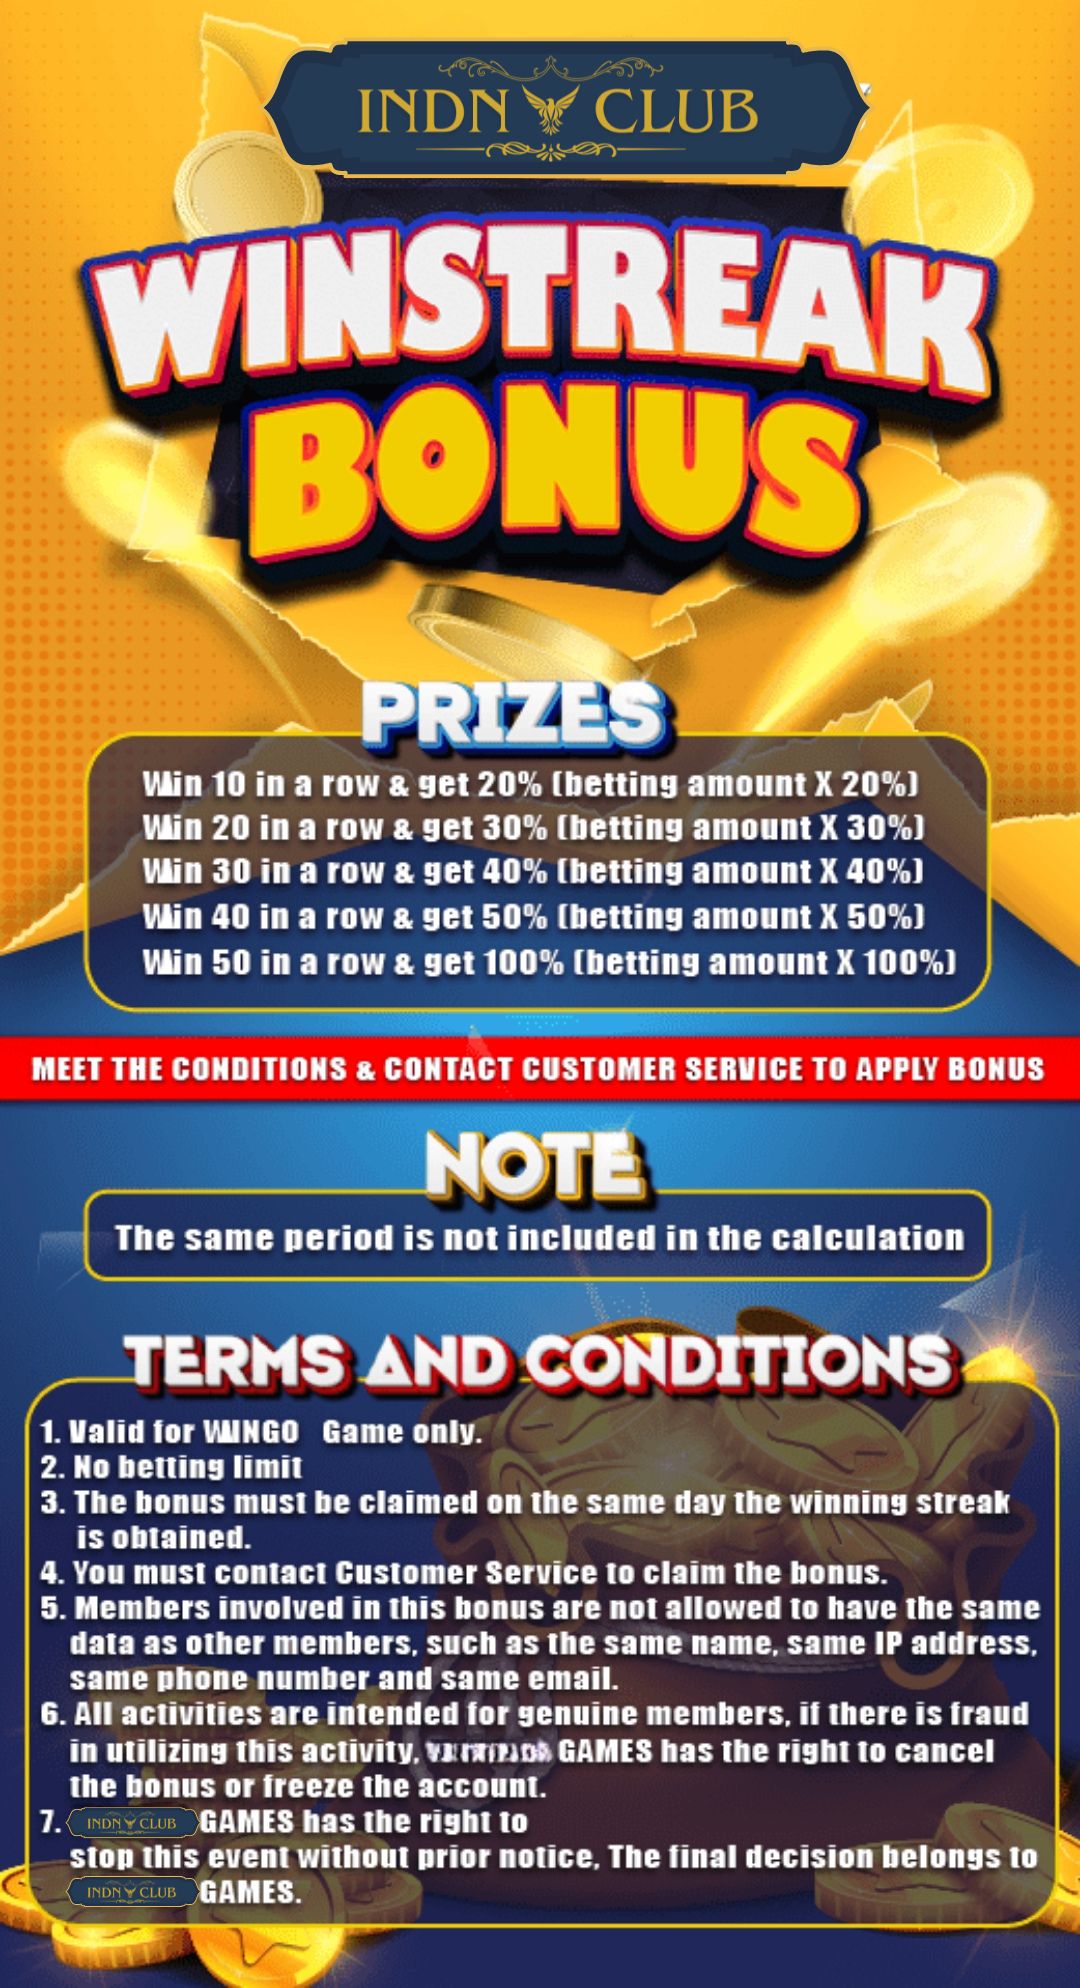 INDN CLUB
WINSTREAK
BONUS
PRIZES
Win 10 in a row & get 20% (betting amount X 20%)
Win 20 in a row & get 30% (betting amount X 30%)
Win 30 in a row & get 40% (betting amount X 40%)
Win 40 in a row & get 50% (betting amount X 50%)
Win 50 in a row & get 100% (betting amount X 100%)
MEET THE CONDITIONS & CONTACT CUSTOMER SERVICE TO APPLY BONUS
NOTE
The same period is not included in the calculation
TERMS AND CONDITIONS
1. Valid for WINGO Game only.
2. No betting limit
3. The bonus must be claimed on the same day the winning streak
is obtained.
4. You must contact Customer Service to claim the bonus.
5. Members involved in this bonus are not allowed to have the same
data as other members, such as the same name, same IP address,
same phone number and same email.
6. All activities are intended for genuine members, if there is fraud
in utilizing this activity, GAMES has the right to cancel
the bonus or freeze the account.
7. INDN CLUB GAMES has the right to
stop this event without prior notice, The final decision belongs to
INDN CLUB GAMES.